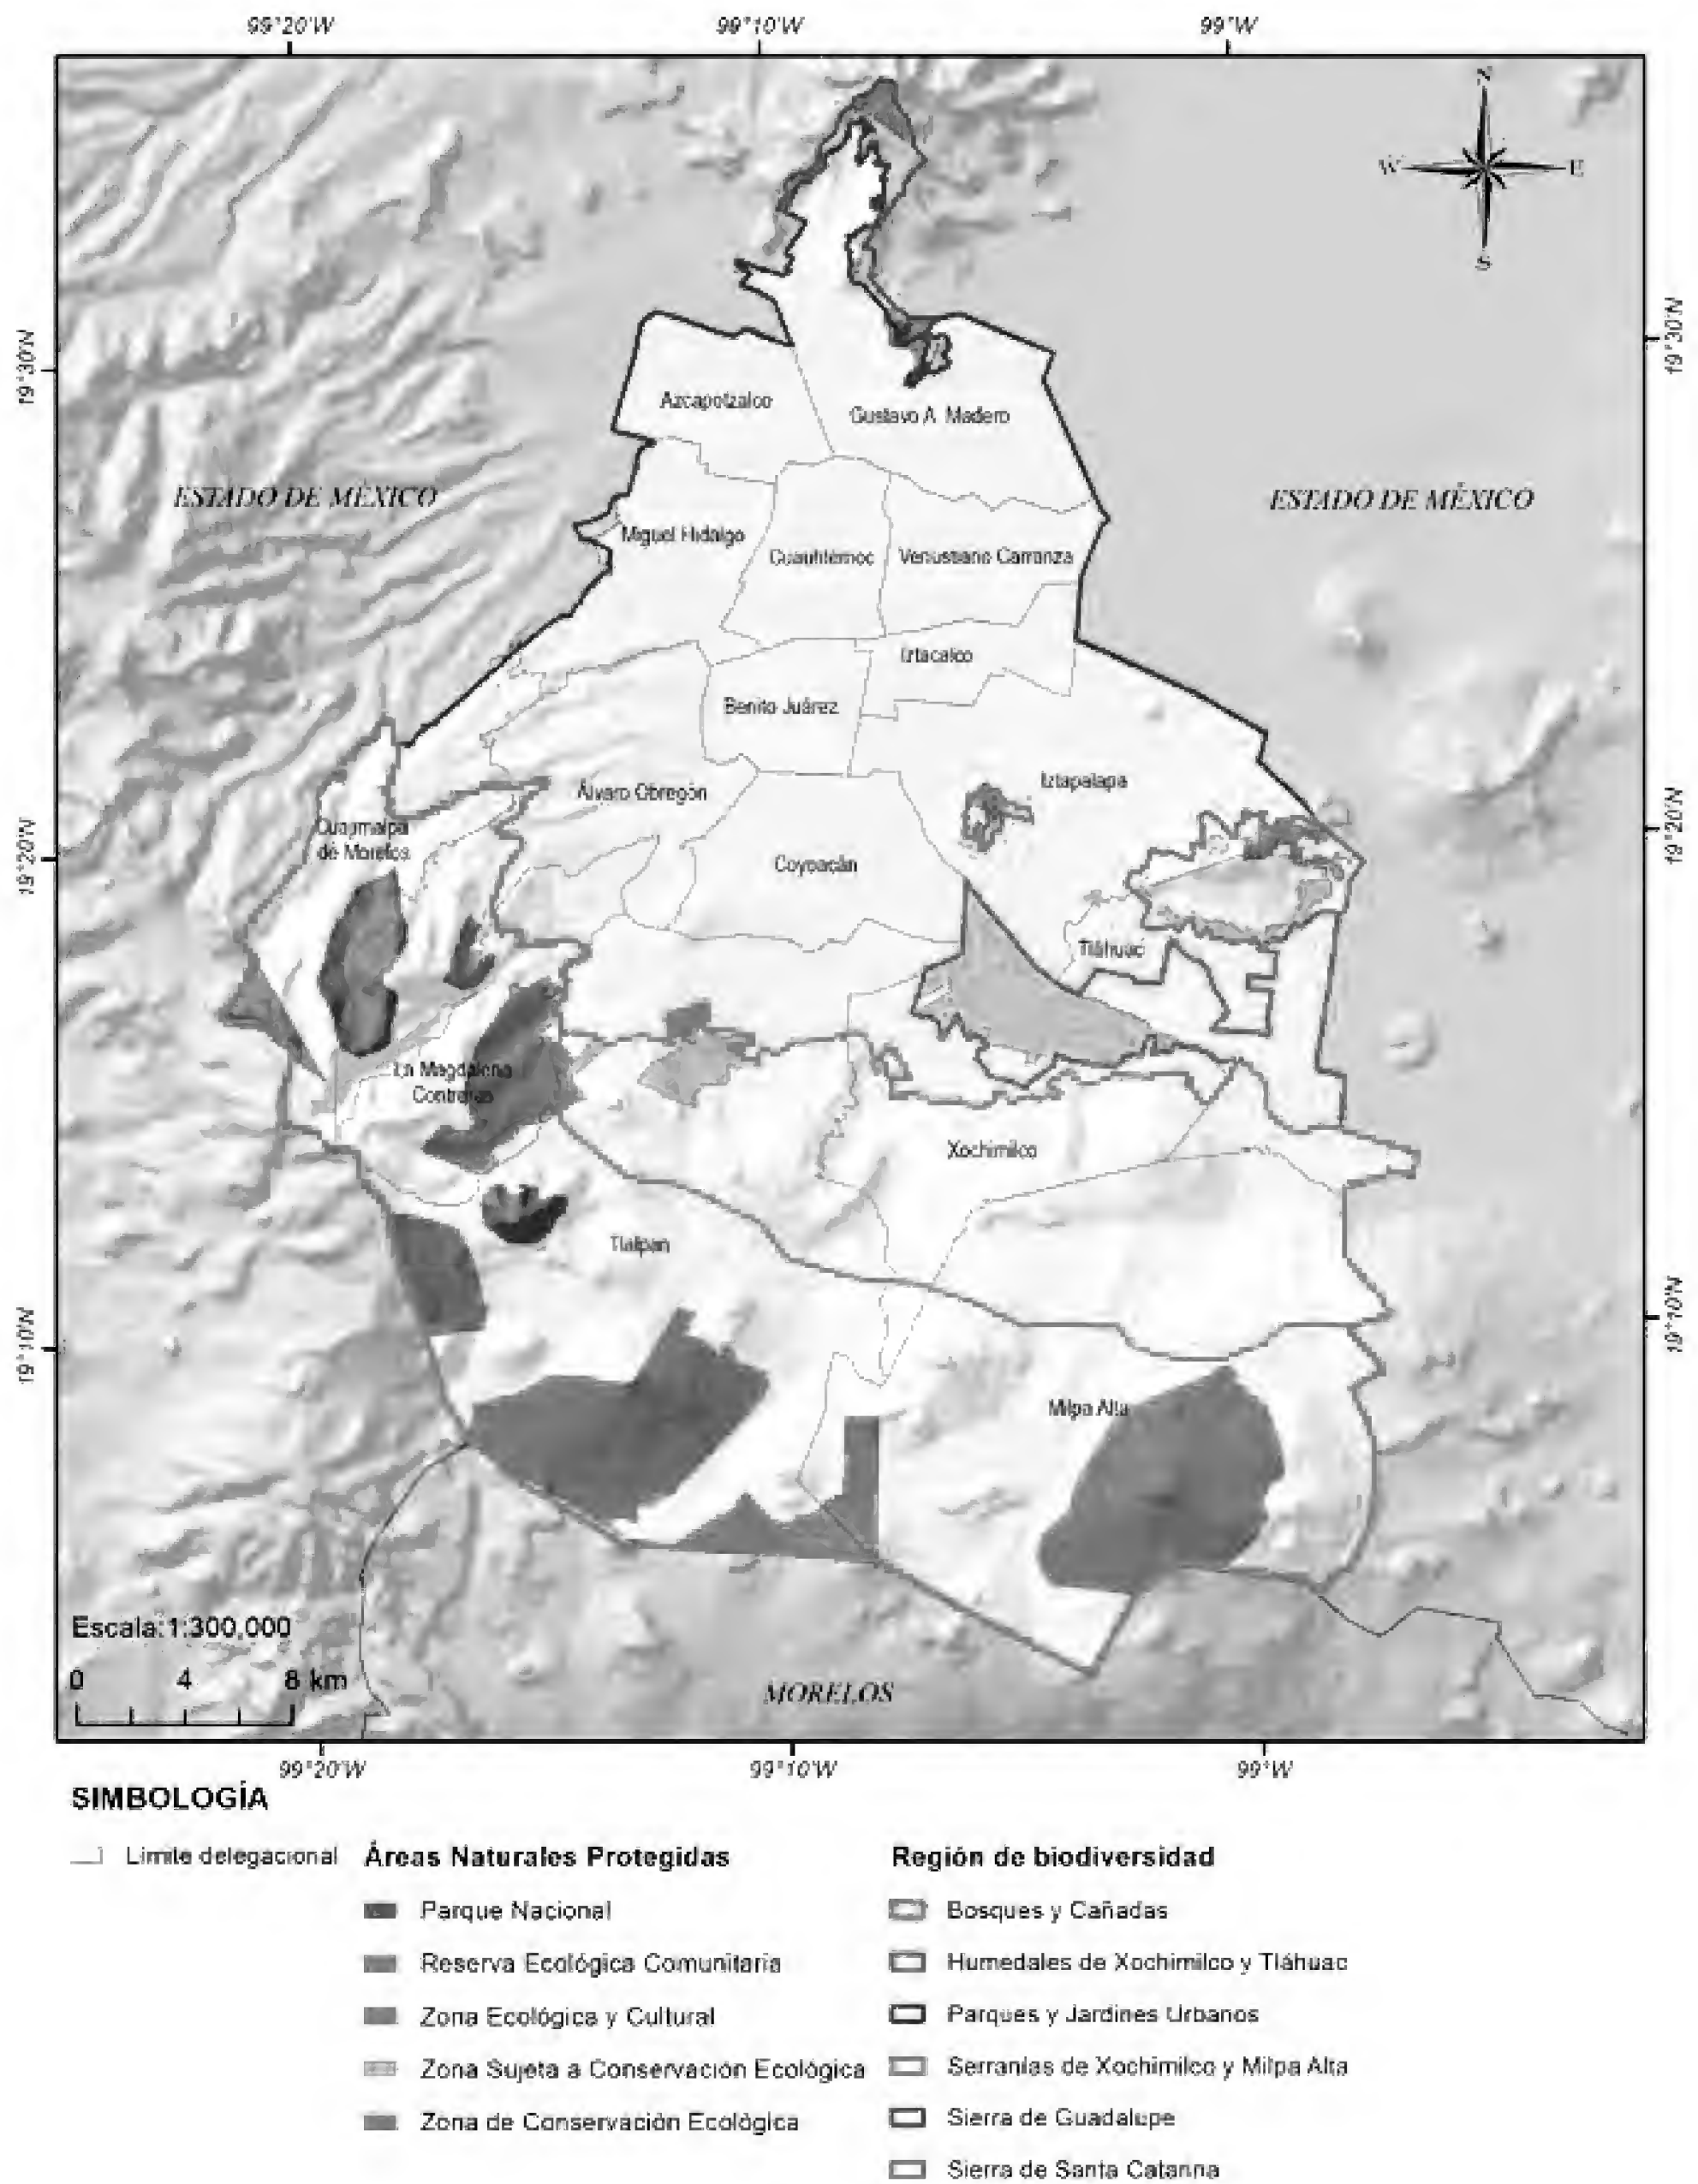 99°20'W 99°10'W 99°W
N
W E
S
19°30'N 19°30'N
Azcapotzalco
Gustavo A. Madero
ESTADO DE MÉXICO ESTADO DE MÉXICO
Miguel Hidalgo
Cuauhtémoc Venustiano Carranza
Iztacalco
Benito Juárez
Iztapalapa
Álvaro Obregón
19°20'N 19°20'N
Cuajimalpa
de Morelos
Coyoacán
Tláhuac
La Magdalena
Contreras
Xochimilco
Tlalpan
19°10'N 19°10'N
Milpa Alta
Escala:1:300,000
0 4 8 km
MORELOS
99°20'W 99°10'W 99°W
SIMBOLOGÍA
Límite delegacional
Áreas Naturales Protegidas
Parque Nacional
Reserva Ecológica Comunitaria
Zona Ecológica y Cultural
Zona Sujeta a Conservación Ecológica
Zona de Conservación Ecológica
Región de biodiversidad
Bosques y Cañadas
Humedales de Xochimilco y Tláhuac
Parques y Jardines Urbanos
Serranías de Xochimilco y Milpa Alta
Sierra de Guadalupe
Sierra de Santa Catarina